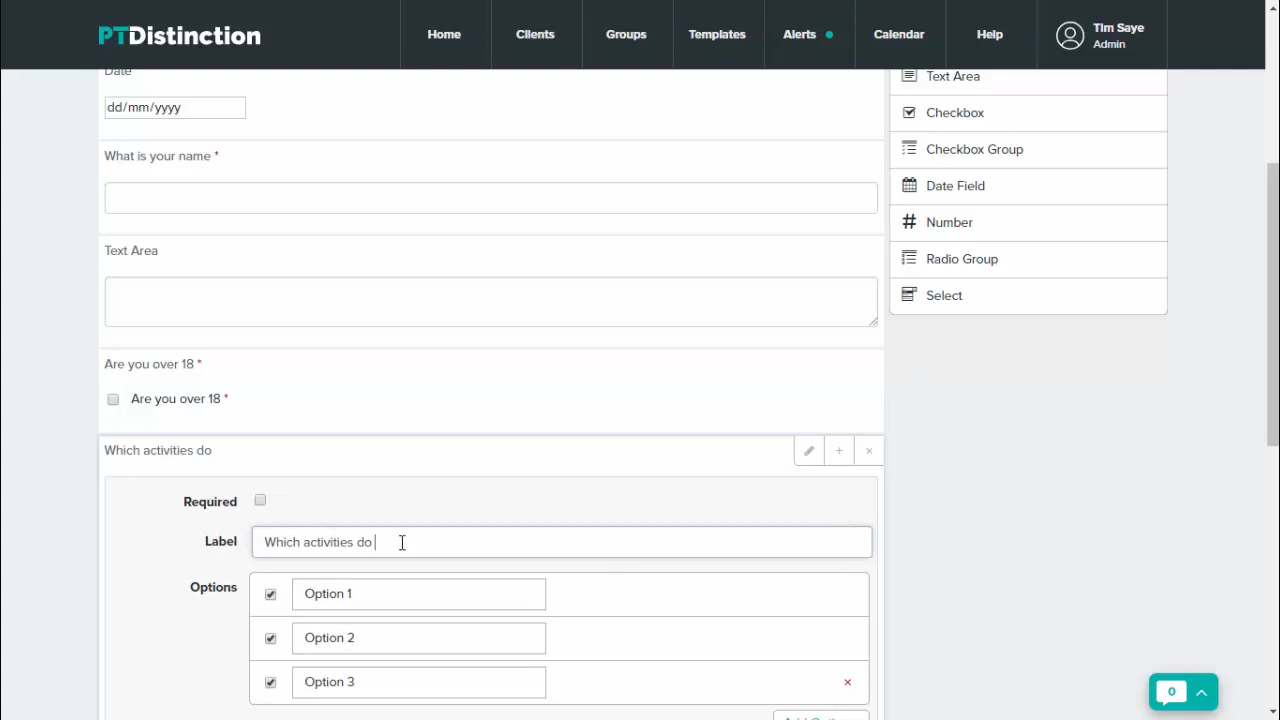 PTDistinction
Home
Clients
Groups
Templates
Alerts
Calendar
Help
Tim Saye
Admin
Date
dd/mm/yyyy
What is your name *
Text Area
Are you over 18 *
Are you over 18 *
Which activities do
Required
Label
Which activities do
Options
Option 1
Option 2
Option 3
Text Area
Checkbox
Checkbox Group
Date Field
Number
Radio Group
Select
0